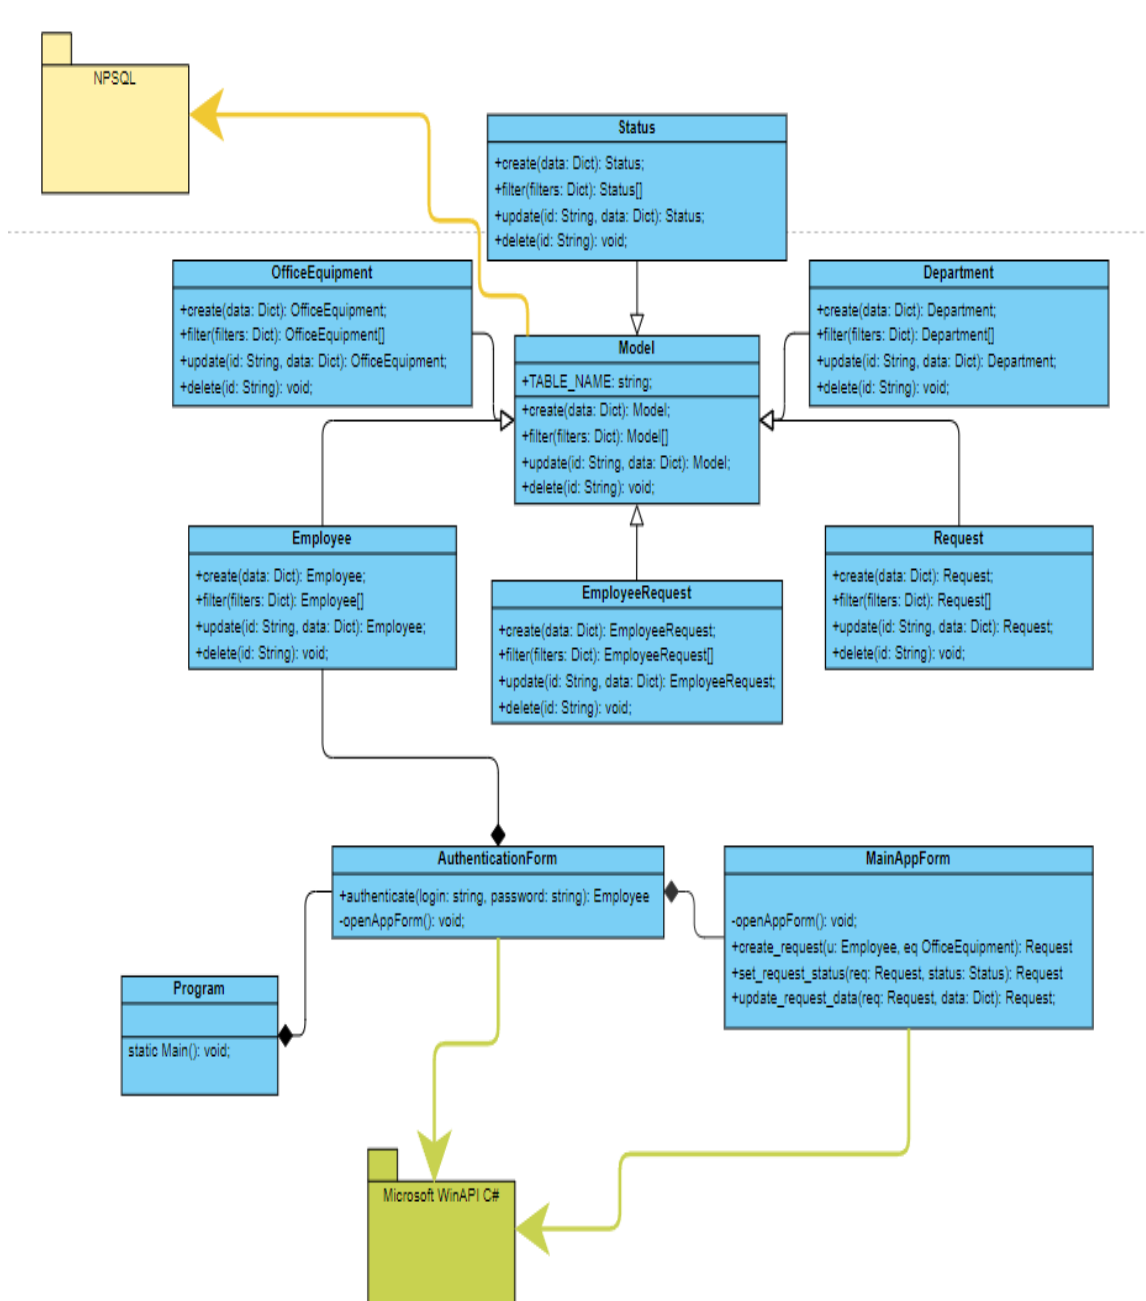 NPSQL
Status
+create(data: Dict): Status;
+filter(filters: Dict): Status[]
+update(id: String, data: Dict): Status;
+delete(id: String): void;
OfficeEquipment
+create(data: Dict): OfficeEquipment;
+filter(filters: Dict): OfficeEquipment[]
+update(id: String, data: Dict): OfficeEquipment;
+delete(id: String): void;
Department
+create(data: Dict): Department;
+filter(filters: Dict): Department[]
+update(id: String, data: Dict): Department;
+delete(id: String): void;
Model
+TABLE_NAME: string;
+create(data: Dict): Model;
+filter(filters: Dict): Model[]
+update(id: String, data: Dict): Model;
+delete(id: String): void;
Employee
+create(data: Dict): Employee;
+filter(filters: Dict): Employee[]
+update(id: String, data: Dict): Employee;
+delete(id: String): void;
EmployeeRequest
+create(data: Dict): EmployeeRequest;
+filter(filters: Dict): EmployeeRequest[]
+update(id: String, data: Dict): EmployeeRequest;
+delete(id: String): void;
Request
+create(data: Dict): Request;
+filter(filters: Dict): Request[]
+update(id: String, data: Dict): Request;
+delete(id: String): void;
AuthenticationForm
+authenticate(login: string, password: string): Employee
-openAppForm(): void;
MainAppForm
-openAppForm(): void;
+create_request(u: Employee, eq OfficeEquipment): Request
+set_request_status(req: Request, status: Status): Request
+update_request_data(req: Request, data: Dict): Request;
Program
static Main(): void;
Microsoft WinAPI C#